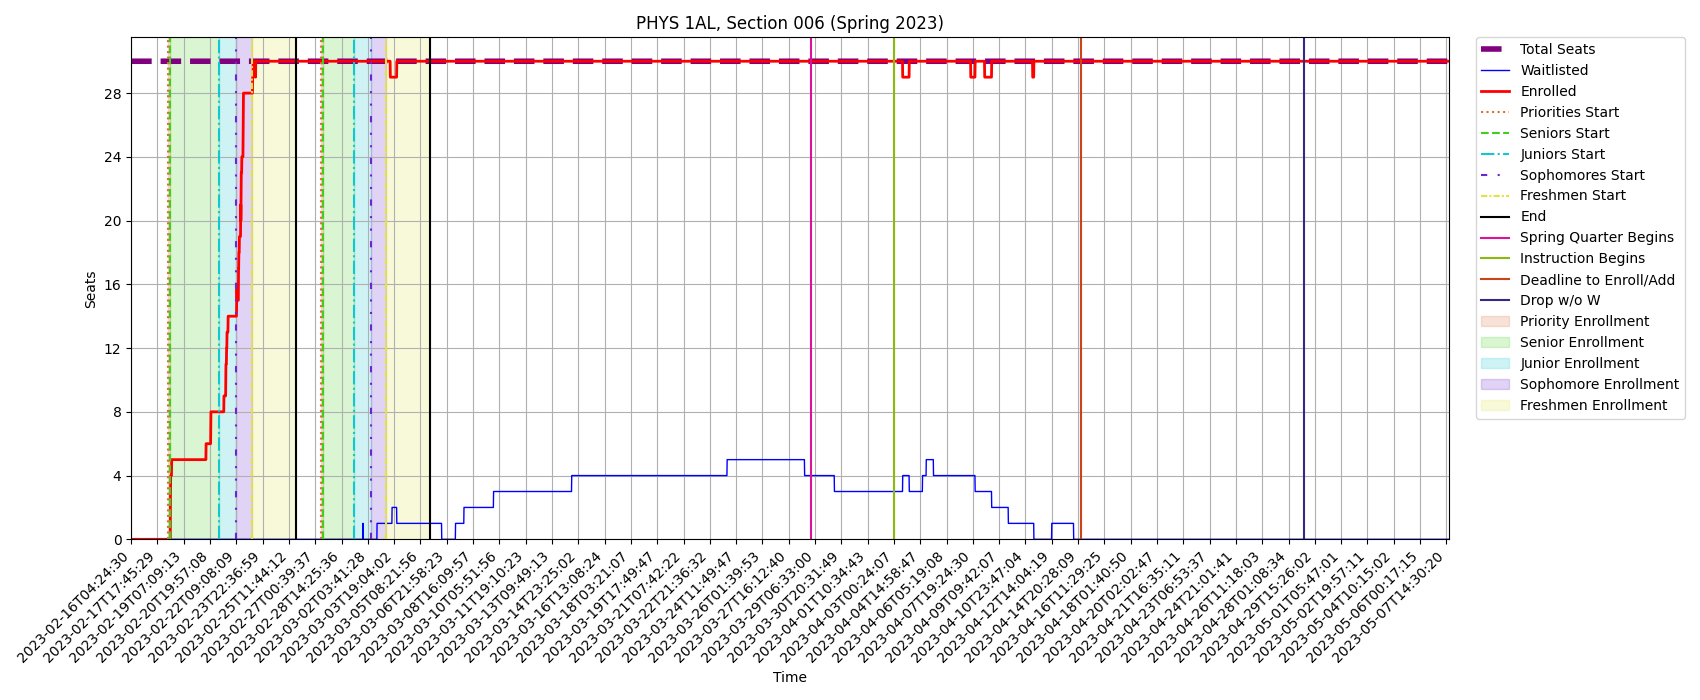 PHYS 1AL, Section 006 (Spring 2023)
Seats
28
24
20
16
12
8
4
0
2023-02-16T04:24:30
2023-02-17T17:45:29
2023-02-19T07:09:13
2023-02-20T19:57:08
2023-02-22T09:08:09
2023-02-23T22:36:59
2023-02-25T11:44:12
2023-02-27T00:39:37
2023-02-28T14:25:36
2023-03-02T03:41:28
2023-03-03T19:04:02
2023-03-05T08:21:56
2023-03-06T21:58:23
2023-03-08T16:09:57
2023-03-10T05:51:56
2023-03-11T19:10:23
2023-03-13T09:49:13
2023-03-14T23:25:02
2023-03-16T13:08:24
2023-03-18T03:21:07
2023-03-19T17:49:47
2023-03-21T07:42:22
2023-03-22T21:36:32
2023-03-24T11:49:47
2023-03-26T01:39:53
2023-03-27T16:12:40
2023-03-29T06:33:00
2023-03-30T20:31:49
2023-04-01T10:34:43
2023-04-03T00:24:07
2023-04-04T14:58:47
2023-04-06T05:19:08
2023-04-07T19:24:30
2023-04-09T09:42:07
2023-04-10T23:47:04
2023-04-12T14:04:19
2023-04-14T20:28:09
2023-04-16T11:29:25
2023-04-18T01:40:50
2023-04-20T02:02:47
2023-04-21T16:35:11
2023-04-23T06:53:37
2023-04-24T21:01:41
2023-04-26T11:18:03
2023-04-28T01:08:34
2023-04-29T15:26:02
2023-05-01T05:47:01
2023-05-02T19:57:11
2023-05-04T10:15:02
2023-05-06T00:17:15
2023-05-07T14:30:20
Time
Total Seats
Waitlisted
Enrolled
Priorities Start
Seniors Start
Juniors Start
Sophomores Start
Freshmen Start
End
Spring Quarter Begins
Instruction Begins
Deadline to Enroll/Add
Drop w/o W
Priority Enrollment
Senior Enrollment
Junior Enrollment
Sophomore Enrollment
Freshmen Enrollment